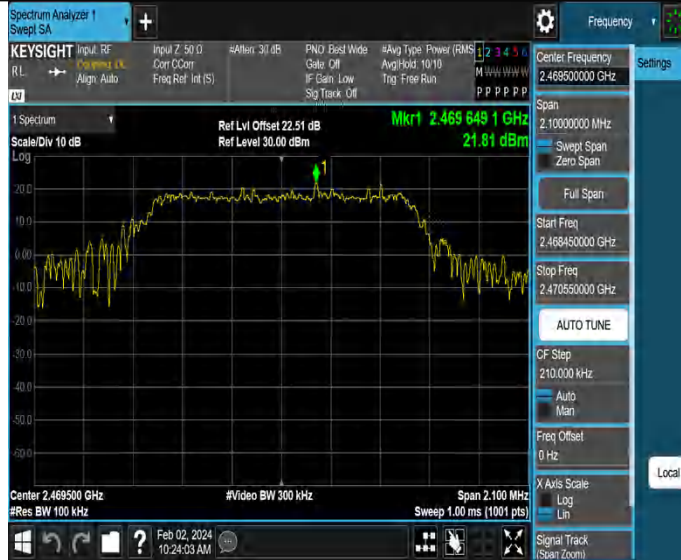 Spectrum Analyzer 1
Swept SA
+
Frequency
KEYSIGHT
Input: RF
Input Z: 50 Ω
#Atten: 30 dB
PNO: Best Wide
#Avg Type: Power (RMS
1 2 3 4 5 6
RL
Coupling: DC
Corr CCorr
Gate: Off
Avg|Hold: 10/10
M W W W W W
Align: Auto
Freq Ref: Int (S)
IF Gain: Low
Trig: Free Run
Sig Track: Off
P P P P P P
LXI
1 Spectrum
Ref Lvl Offset 22.51 dB
Mkr1 2.469 649 1 GHz
Scale/Div 10 dB
Ref Level 30.00 dBm
21.81 dBm
Log
1
20.0
10.0
0.00
-10.0
-20.0
-30.0
-40.0
-50.0
-60.0
Center 2.469500 GHz
#Video BW 300 kHz
Span 2.100 MHz
#Res BW 100 kHz
Sweep 1.00 ms (1001 pts)
Feb 02, 2024
10:24:03 AM
?
Center Frequency
2.469500000 GHz
Settings
Span
2.10000000 MHz
Swept Span
Zero Span
Full Span
Start Freq
2.468450000 GHz
Stop Freq
2.470550000 GHz
AUTO TUNE
CF Step
210.000 kHz
Auto
Man
Freq Offset
0 Hz
X Axis Scale
Log
Lin
Local
Signal Track
(Span Zoom)